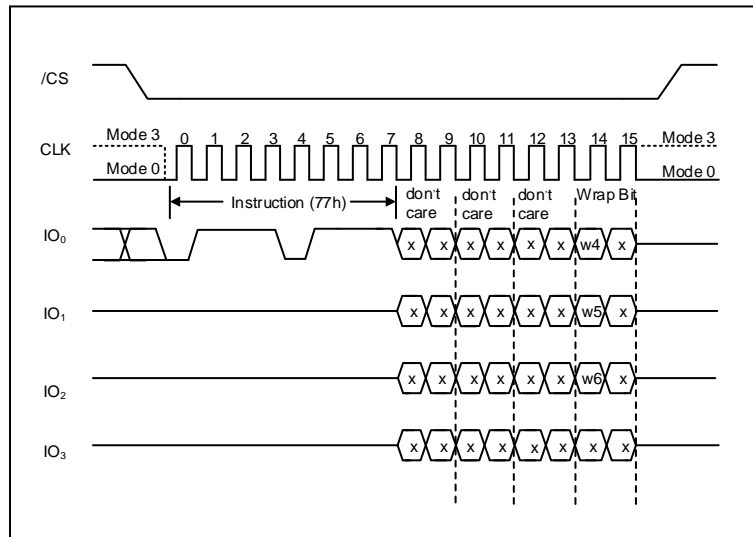 /CS
Mode 3 0 1 2 3 4 5 6 7 8 9 10 11 12 13 14 15 Mode 3
CLK
Mode 0 Mode 0
Instruction (77h) don't care don't care don't care Wrap Bit
IO0 x x x x x x w4 x
IO1 x x x x x x w5 x
IO2 x x x x x x w6 x
IO3 x x x x x x x x